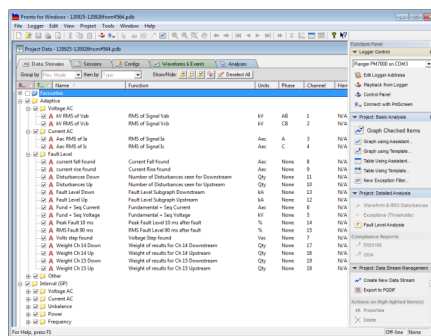 Pronto for Windows - 120925-120926from#564.pdb
File Logger Edit View Project Tools Window Help
Project Data - 120925-120926from#564.pdb
Data Streams Sessions Configs Waveforms & Events Analyses
Group by Rec. Mode Then by Type Show/Hide: Deselect All
Name Function Units Phase Channel Harr
Favourites
Adaptive
Voltage AC
A kV RMS of Vab RMS of Signal Vab kV AB 1 N/A
A kV RMS of Vcb RMS of Signal Vcb kV CB 2 N/A
Current AC
A Aac RMS of Ia RMS of Signal Ia Aac A 3 N/A
A Aac RMS of Ic RMS of Signal Ic Aac C 4 N/A
Fault Level
A current fall found Current Fall found Aac None 8 N/A
A current rise found Current Rise found Aac None 9 N/A
A Disturbances Down Number of Disturbances seen for Downstream Qty None 11 N/A
A Disturbances Up Number of Disturbances seen for Upstream Qty None 10 N/A
A Fault Level Down Fault Level Subgraph Downstream kA None 13 N/A
A Fault Level Up Fault Level Subgraph Upstream kA None 12 N/A
A Fund + Seq Current Fundamental + Seq Current Aac None 6 N/A
A Fund + Seq Voltage Fundamental + Seq Voltage kV None 5 N/A
A Peak Fault 10 ms Peak Fault Level 10 ms after fault % None 14 N/A
A RMS Fault 90 ms RMS Fault Level 90 ms after fault % None 15 N/A
A Volts step found Voltage Step found Vac None 7 N/A
A Weight Ch 14 Down Weight of results for Ch 14 Downstream Qty None 17 N/A
A Weight Ch 14 Up Weight of results for Ch 14 Upstream Qty None 16 N/A
A Weight Ch 15 Down Weight of results for Ch 15 Downstream Qty None 19 N/A
A Weight Ch 15 Up Weight of results for Ch 15 Upstream Qty None 18 N/A
Other
Interval (GP)
Voltage AC
Current AC
Unbalance
Power
Frequency
Functions Panel
Logger Control
Ranger PM7000 on COM3
Edit Logger Address
Playback from Logger
Control Panel
Connect with PntScreen
Project: Basic Analysis
Graph Checked Items
Graph using Assistant...
Graph using Template...
Table Using Assistant...
Table Using Template...
New Exception Filter...
Project: Detailed Analysis
Waveform & RMS Disturbances
Exceptions (Thresholds)
Fault Level Analysis
Compliance Reports
EN50160
G5/4
Project: Data Stream Management
Create New Data Stream
Export to PQDIF
Actions on High-lighted Item(s)
Properties
Delete
For Help, press F1
Off-line None